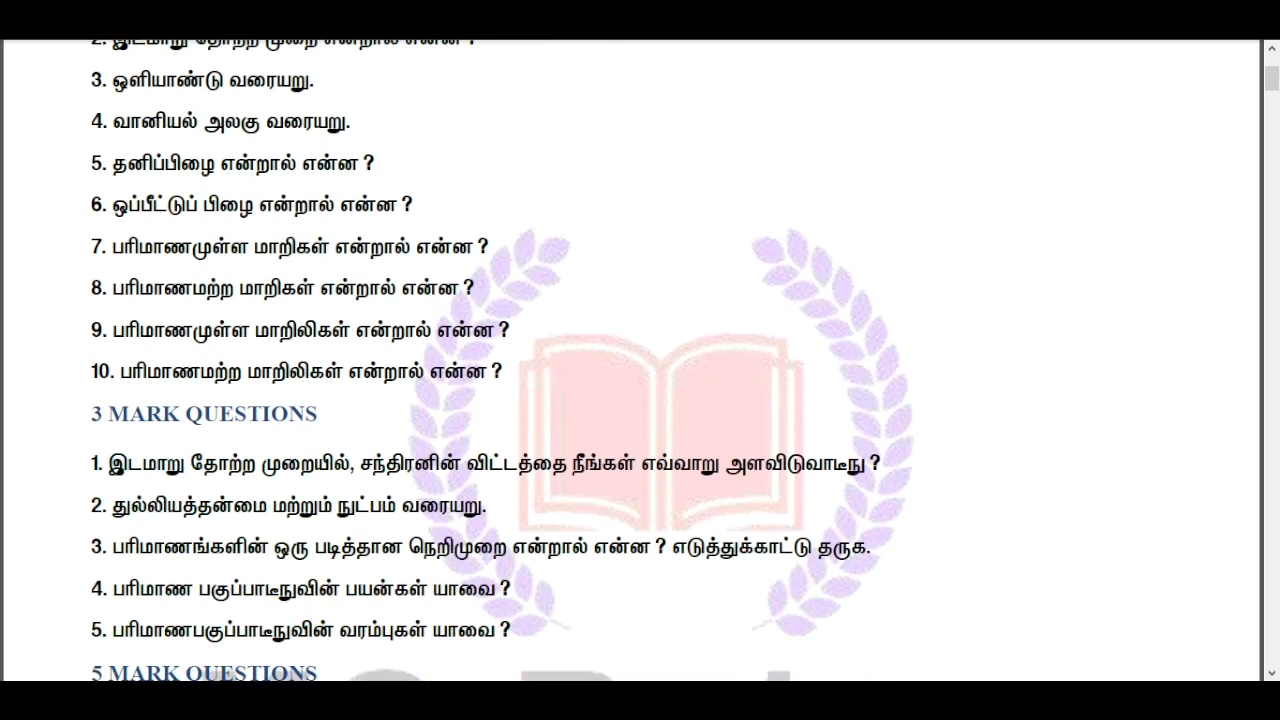 2. இடமாறு தோற்ற முறை என்றால் என்ன ?
3. ஒளியாண்டு வரையறு.
4. வானியல் அலகு வரையறு.
5. தனிப்பிழை என்றால் என்ன ?
6. ஒப்பீட்டுப் பிழை என்றால் என்ன ?
7. பரிமாணமுள்ள மாறிகள் என்றால் என்ன ?
8. பரிமாணமற்ற மாறிகள் என்றால் என்ன ?
9. பரிமாணமுள்ள மாறிலிகள் என்றால் என்ன ?
10. பரிமாணமற்ற மாறிலிகள் என்றால் என்ன ?
3 MARK QUESTIONS
1. இடமாறு தோற்ற முறையில், சந்திரனின் விட்டத்தை நீங்கள் எவ்வாறு அளவிடுவாடீநு ?
2. துல்லியத்தன்மை மற்றும் நுட்பம் வரையறு.
3. பரிமாணங்களின் ஒரு படித்தான நெறிமுறை என்றால் என்ன ? எடுத்துக்காட்டு தருக.
4. பரிமாண பகுப்பாடீநுவின் பயன்கள் யாவை ?
5. பரிமாணபகுப்பாடீநுவின் வரம்புகள் யாவை ?
5 MARK QUESTIONS